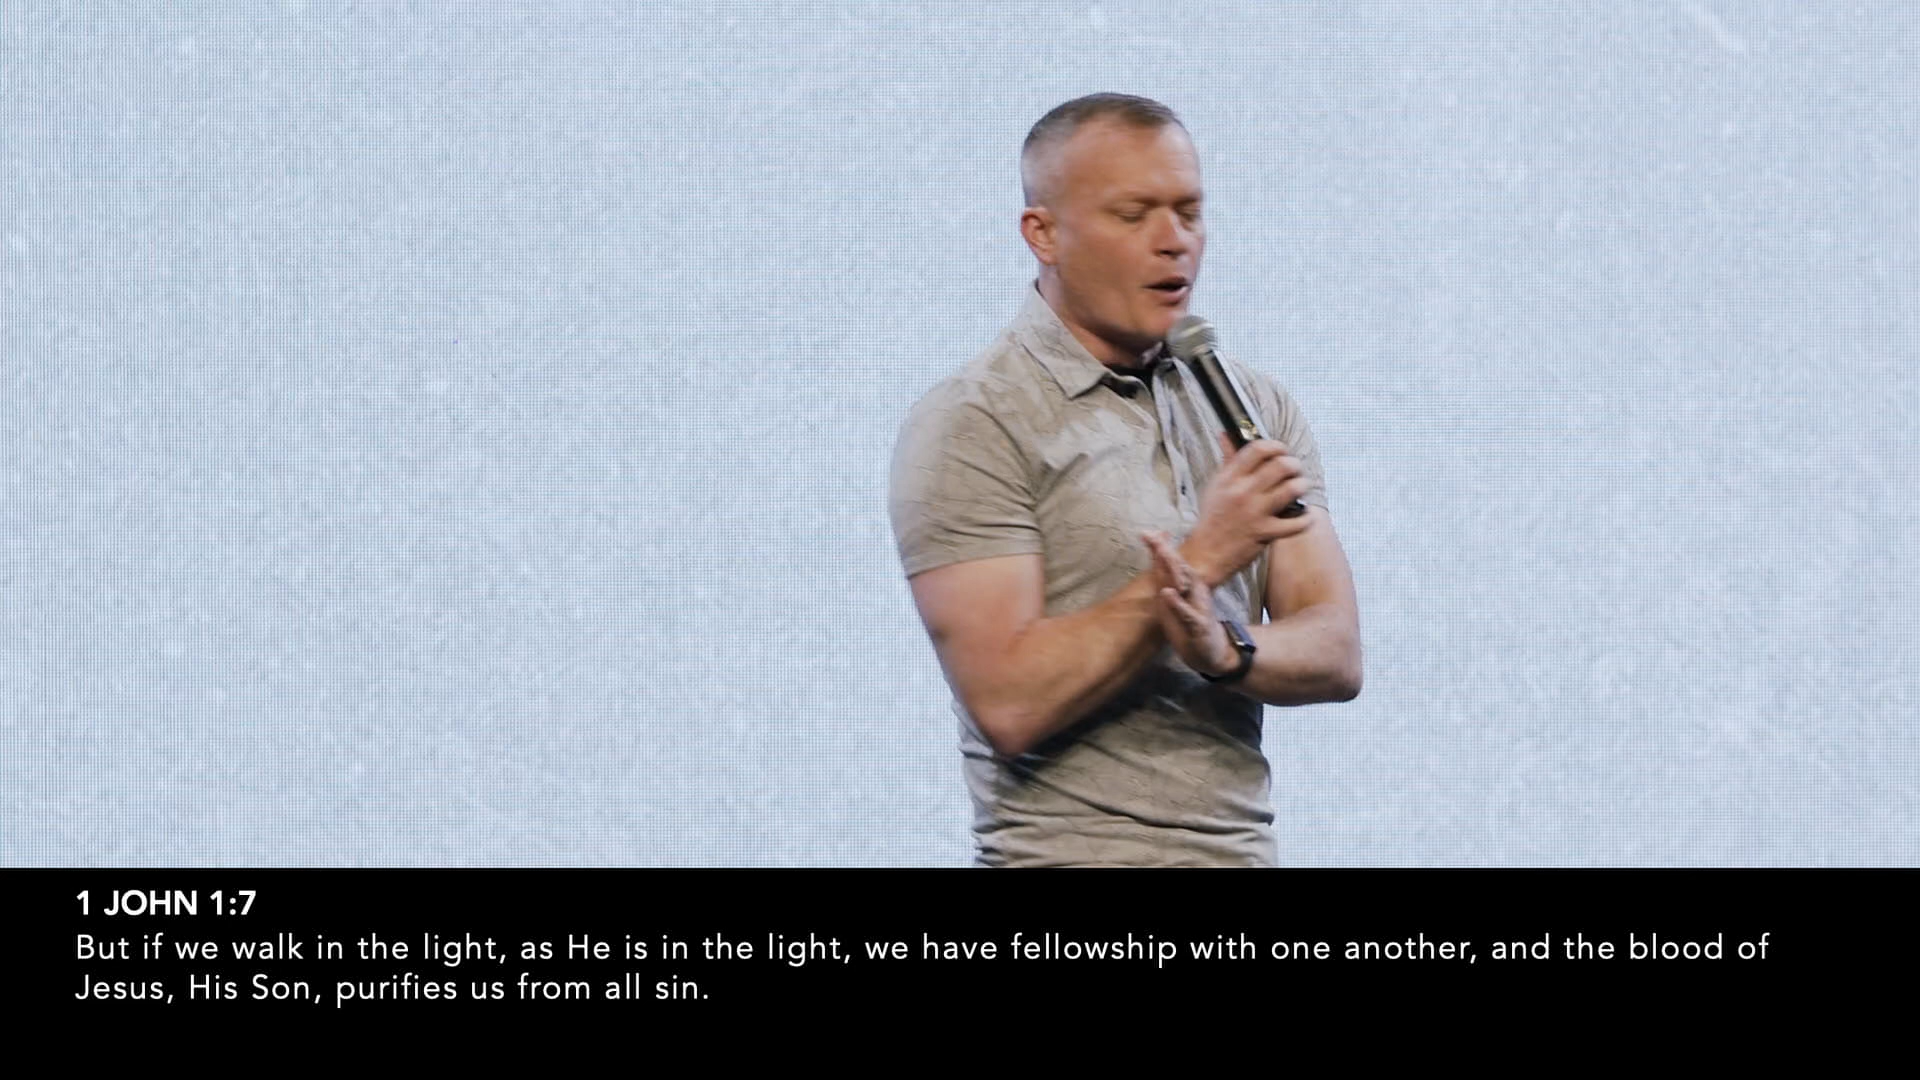 1 JOHN 1:7
But if we walk in the light, as He is in the light, we have fellowship with one another, and the blood of
Jesus, His Son, purifies us from all sin.